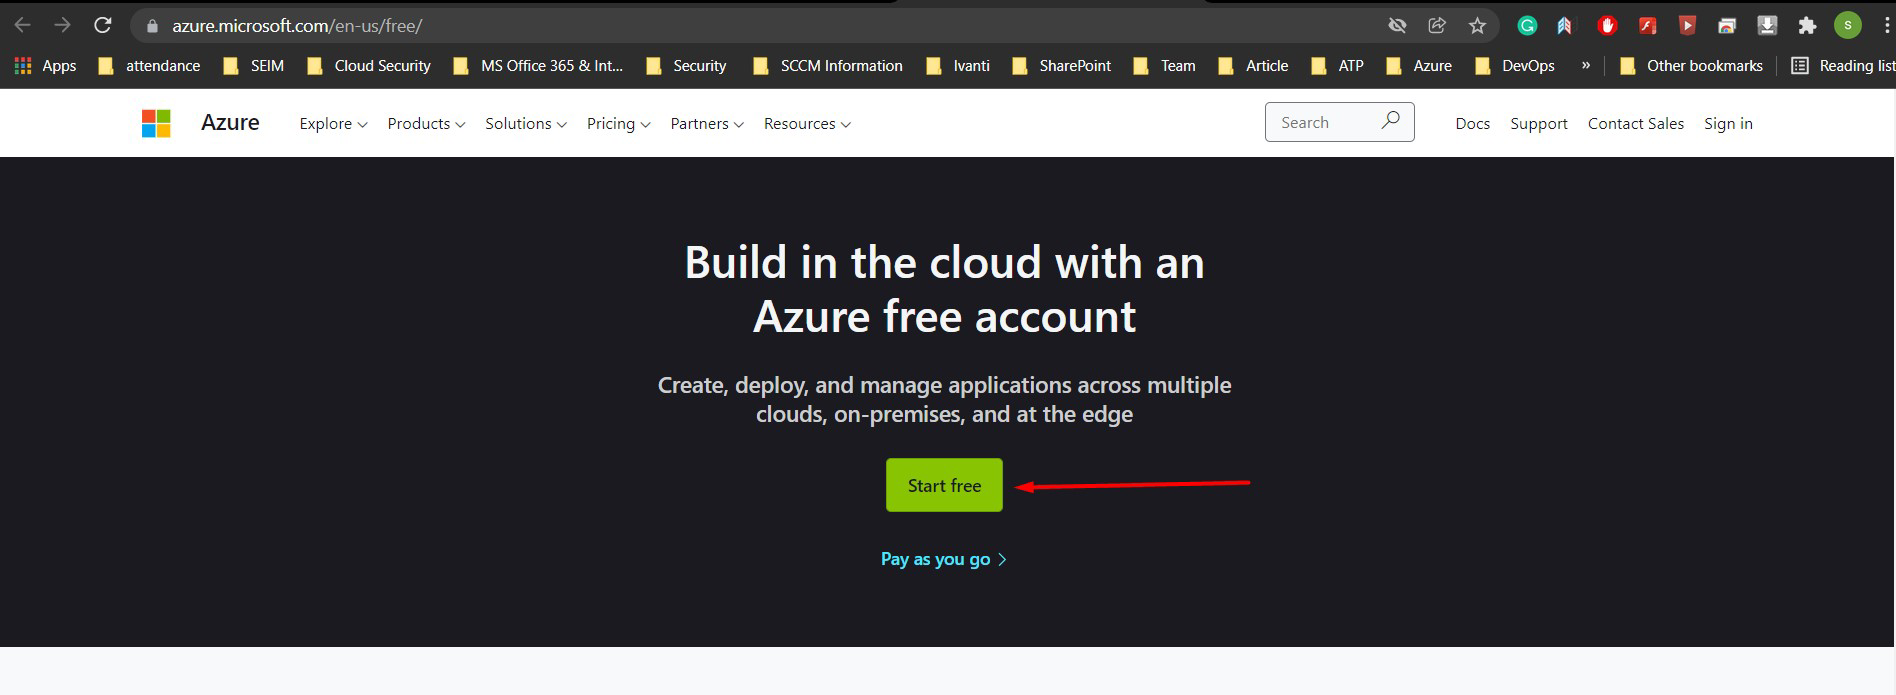 azure.microsoft.com/en-us/free/
Apps attendance SEIM Cloud Security MS Office 365 & Int... Security SCCM Information Ivanti SharePoint Team Article ATP Azure DevOps » Other bookmarks Reading list
Azure Explore Products Solutions Pricing Partners Resources Search Docs Support Contact Sales Sign in
Build in the cloud with an
Azure free account
Create, deploy, and manage applications across multiple
clouds, on-premises, and at the edge
Start free
Pay as you go